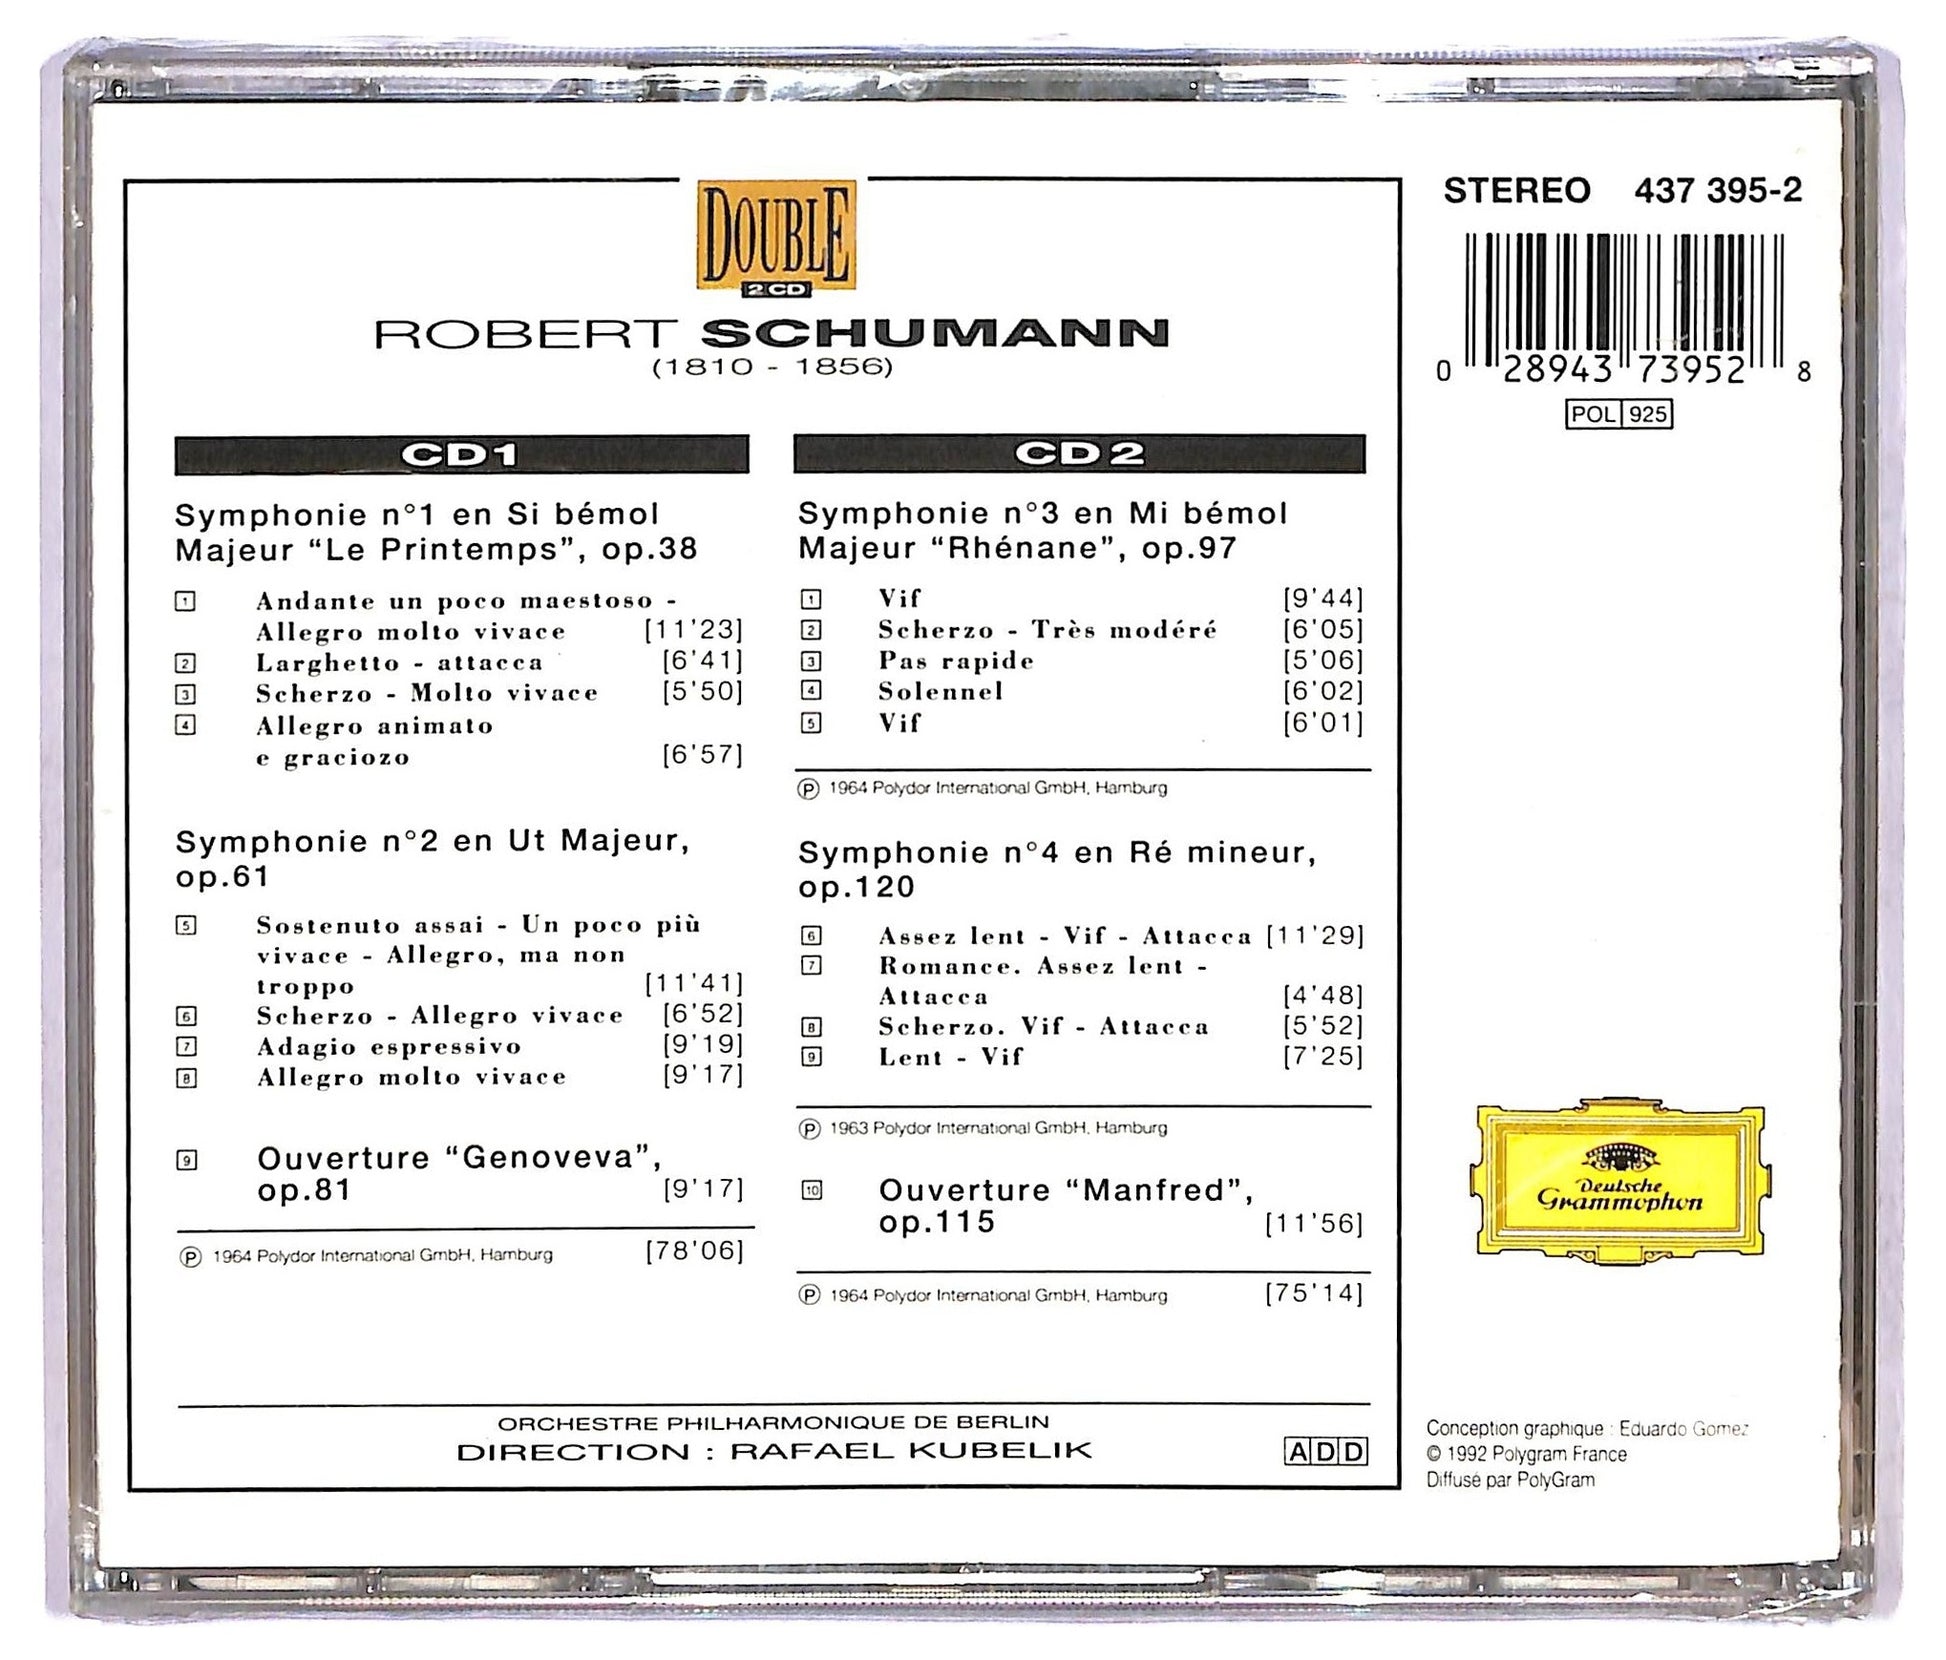 DOUBLE
2 CD
ROBERT SCHUMANN
(1810 - 1856)
CD1
Symphonie n°1 en Si bémol
Majeur “Le Printemps”, op.38
1 Andante un poco maestoso -
Allegro molto vivace [11'23]
2 Larghetto - attacca [6'41]
3 Scherzo - Molto vivace [5'50]
4 Allegro animato
e graciozo [6'57]
Symphonie n°2 en Ut Majeur,
op.61
5 Sostenuto assai - Un poco più
vivace - Allegro, ma non
troppo [11'41]
6 Scherzo - Allegro vivace [6'52]
7 Adagio espressivo [9'19]
8 Allegro molto vivace [9'17]
9 Ouverture “Genoveva”,
op.81 [9'17]
℗ 1964 Polydor International GmbH, Hamburg [78'06]
CD2
Symphonie n°3 en Mi bémol
Majeur “Rhénane”, op.97
1 Vif [9'44]
2 Scherzo - Très modéré [6'05]
3 Pas rapide [5'06]
4 Solennel [6'02]
5 Vif [6'01]
℗ 1964 Polydor International GmbH, Hamburg
Symphonie n°4 en Ré mineur,
op.120
6 Assez lent - Vif - Attacca [11'29]
7 Romance. Assez lent -
Attacca [4'48]
8 Scherzo. Vif - Attacca [5'52]
9 Lent - Vif [7'25]
℗ 1963 Polydor International GmbH, Hamburg
10 Ouverture “Manfred”,
op.115 [11'56]
℗ 1964 Polydor International GmbH, Hamburg [75'14]
ORCHESTRE PHILHARMONIQUE DE BERLIN
DIRECTION : RAFAEL KUBELIK
ADD
STEREO 437 395-2
0 28943 73952 8
POL 925
Deutsche
Grammophon
Conception graphique : Eduardo Gomez
© 1992 Polygram France
Diffusé par PolyGram